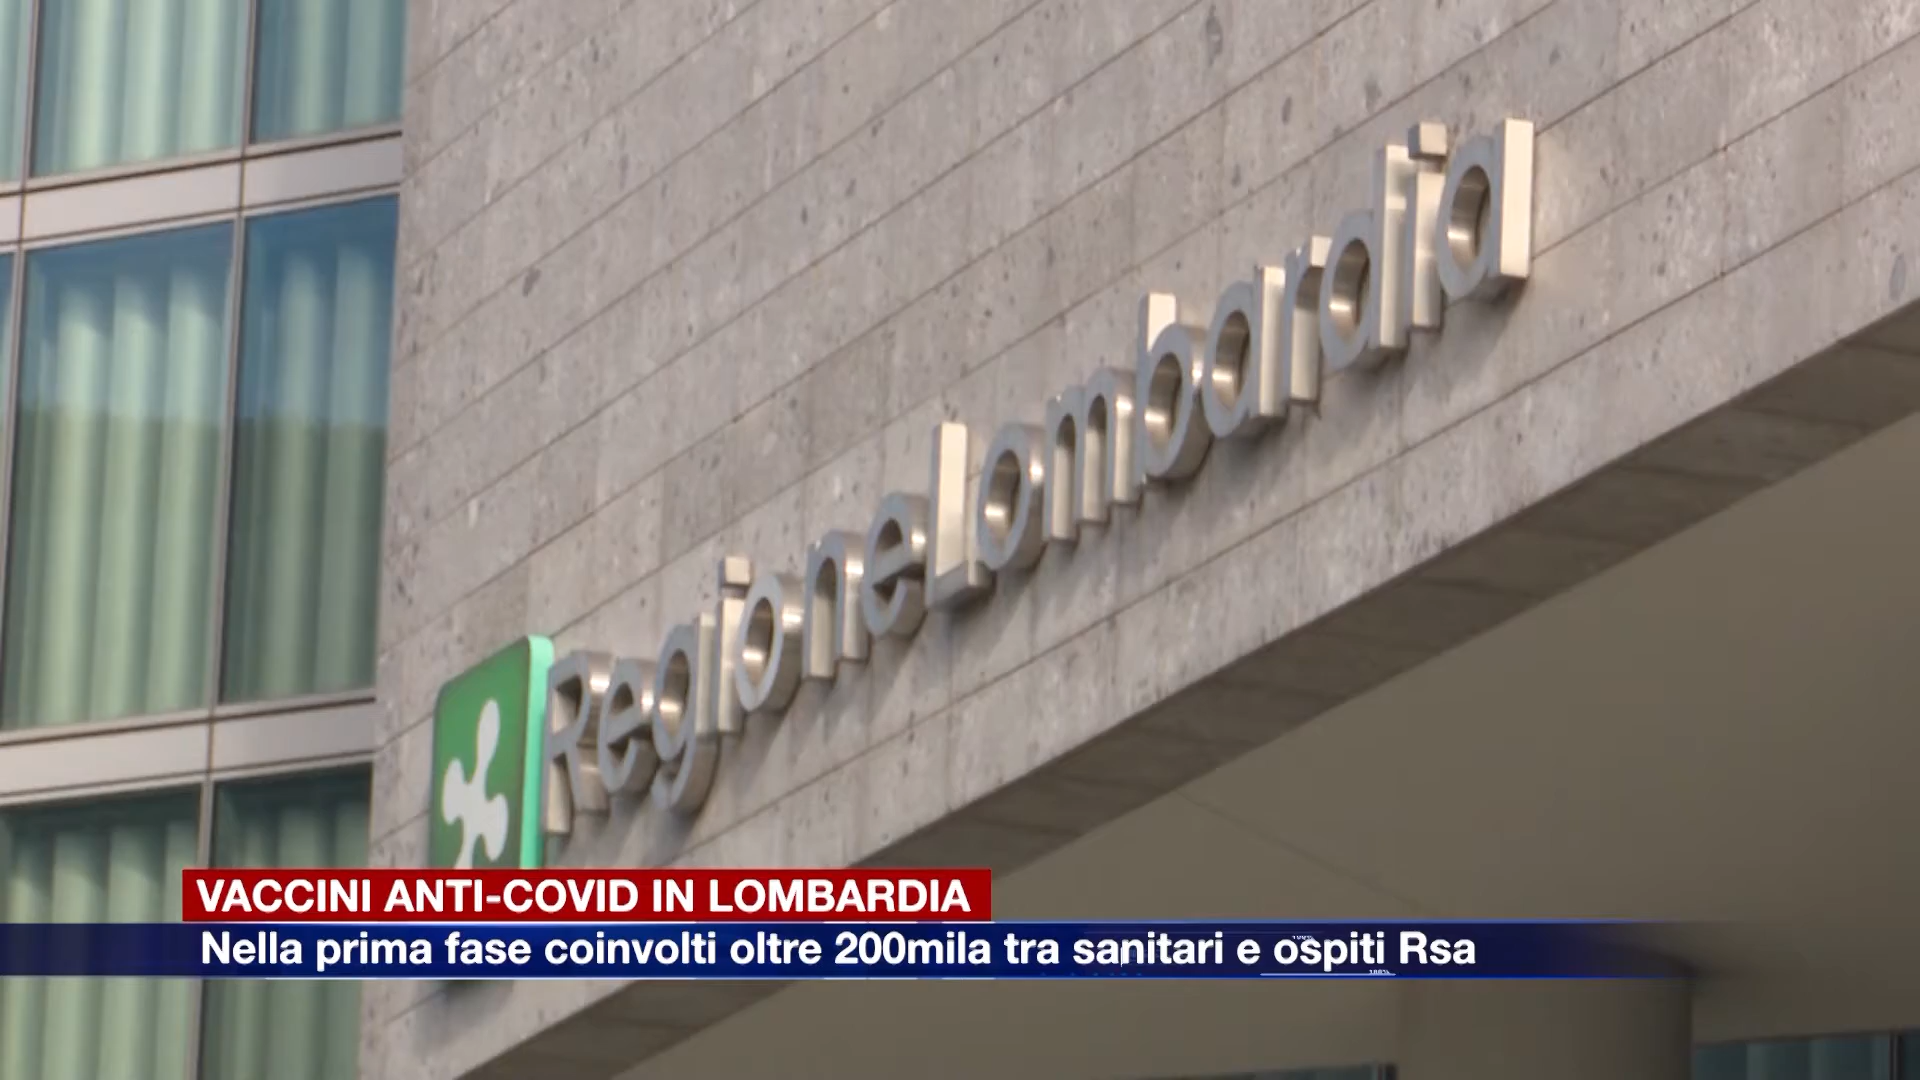 RegioneLombardia
VACCINI ANTI-COVID IN LOMBARDIA
Nella prima fase coinvolti oltre 200mila tra sanitari e ospiti Rsa